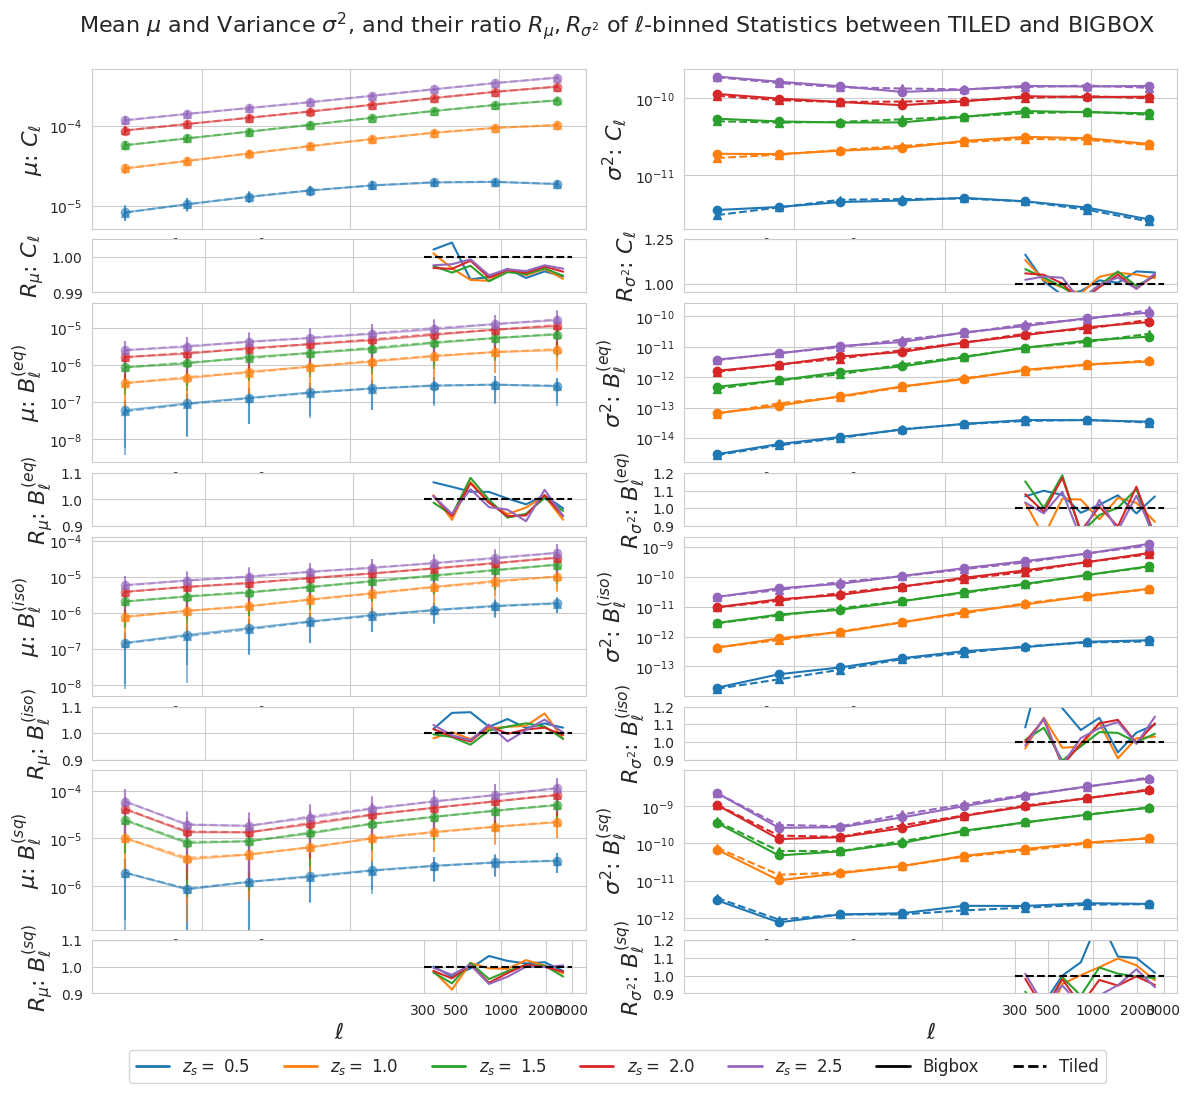 Mean μ and Variance σ², and their ratio R_μ, R_σ² of ℓ-binned Statistics between TILED and BIGBOX
μ: C_ℓ
10⁻⁴
10⁻⁵
σ²: C_ℓ
10⁻¹⁰
10⁻¹¹
R_μ: C_ℓ
1.00
0.99
R_σ²: C_ℓ
1.25
1.00
μ: B_ℓ^(eq)
10⁻⁵
10⁻⁶
10⁻⁷
10⁻⁸
σ²: B_ℓ^(eq)
10⁻¹⁰
10⁻¹¹
10⁻¹²
10⁻¹³
10⁻¹⁴
R_μ: B_ℓ^(eq)
1.1
1.0
0.9
R_σ²: B_ℓ^(eq)
1.2
1.1
1.0
0.9
μ: B_ℓ^(iso)
10⁻⁴
10⁻⁵
10⁻⁶
10⁻⁷
10⁻⁸
σ²: B_ℓ^(iso)
10⁻⁹
10⁻¹⁰
10⁻¹¹
10⁻¹²
10⁻¹³
R_μ: B_ℓ^(iso)
1.1
1.0
0.9
R_σ²: B_ℓ^(iso)
1.2
1.1
1.0
0.9
μ: B_ℓ^(sq)
10⁻⁴
10⁻⁵
10⁻⁶
σ²: B_ℓ^(sq)
10⁻⁹
10⁻¹⁰
10⁻¹¹
10⁻¹²
R_μ: B_ℓ^(sq)
1.1
1.0
0.9
R_σ²: B_ℓ^(sq)
1.2
1.1
1.0
0.9
300 500 1000 2000 3000
300 500 1000 2000 3000
ℓ
ℓ
z_s = 0.5 z_s = 1.0 z_s = 1.5 z_s = 2.0 z_s = 2.5 Bigbox Tiled